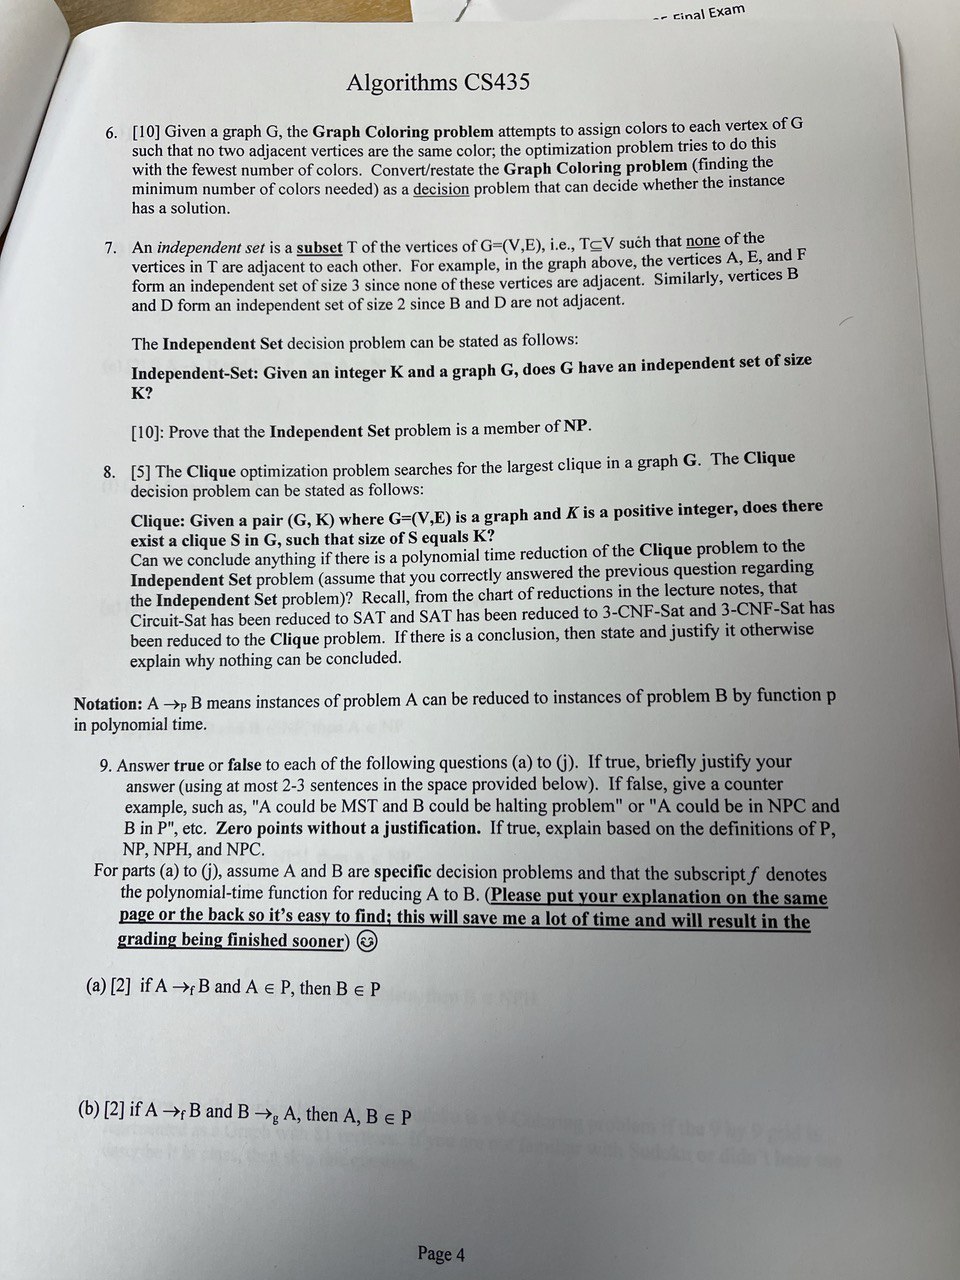 Final Exam
Algorithms CS435
6. [10] Given a graph G, the Graph Coloring problem attempts to assign colors to each vertex of G
such that no two adjacent vertices are the same color; the optimization problem tries to do this
with the fewest number of colors. Convert/restate the Graph Coloring problem (finding the
minimum number of colors needed) as a decision problem that can decide whether the instance
has a solution.
7. An independent set is a subset T of the vertices of G=(V,E), i.e., T⊆V such that none of the
vertices in T are adjacent to each other. For example, in the graph above, the vertices A, E, and F
form an independent set of size 3 since none of these vertices are adjacent. Similarly, vertices B
and D form an independent set of size 2 since B and D are not adjacent.
The Independent Set decision problem can be stated as follows:
Independent-Set: Given an integer K and a graph G, does G have an independent set of size
K?
[10]: Prove that the Independent Set problem is a member of NP.
8. [5] The Clique optimization problem searches for the largest clique in a graph G. The Clique
decision problem can be stated as follows:
Clique: Given a pair (G, K) where G=(V,E) is a graph and K is a positive integer, does there
exist a clique S in G, such that size of S equals K?
Can we conclude anything if there is a polynomial time reduction of the Clique problem to the
Independent Set problem (assume that you correctly answered the previous question regarding
the Independent Set problem)? Recall, from the chart of reductions in the lecture notes, that
Circuit-Sat has been reduced to SAT and SAT has been reduced to 3-CNF-Sat and 3-CNF-Sat has
been reduced to the Clique problem. If there is a conclusion, then state and justify it otherwise
explain why nothing can be concluded.
Notation: A →p B means instances of problem A can be reduced to instances of problem B by function p
in polynomial time.
9. Answer true or false to each of the following questions (a) to (j). If true, briefly justify your
answer (using at most 2-3 sentences in the space provided below). If false, give a counter
example, such as, "A could be MST and B could be halting problem" or "A could be in NPC and
B in P", etc. Zero points without a justification. If true, explain based on the definitions of P,
NP, NPH, and NPC.
For parts (a) to (j), assume A and B are specific decision problems and that the subscript f denotes
the polynomial-time function for reducing A to B. (Please put your explanation on the same
page or the back so it's easy to find; this will save me a lot of time and will result in the
grading being finished sooner) ☺
(a) [2] if A →f B and A ∈ P, then B ∈ P
(b) [2] if A →f B and B →g A, then A, B ∈ P
Page 4